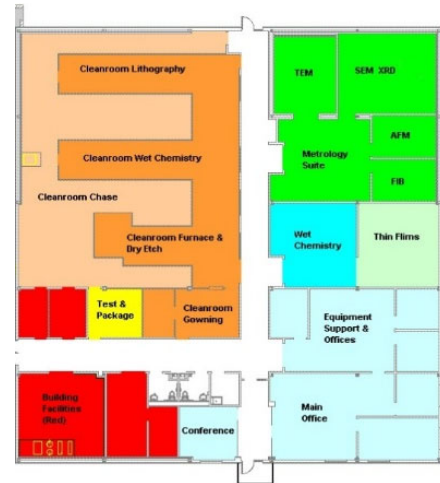 Cleanroom Lithography
TEM
SEM XRD
Cleanroom Wet Chemistry
Metrology
Suite
AFM
FIB
Cleanroom Chase
Cleanroom Furnace &
Dry Etch
Wet
Chemistry
Thin Flims
Test &
Package
Cleanroom
Gowning
Equipment
Support &
Offices
Building
Facilities
(Red)
Conference
Main
Office